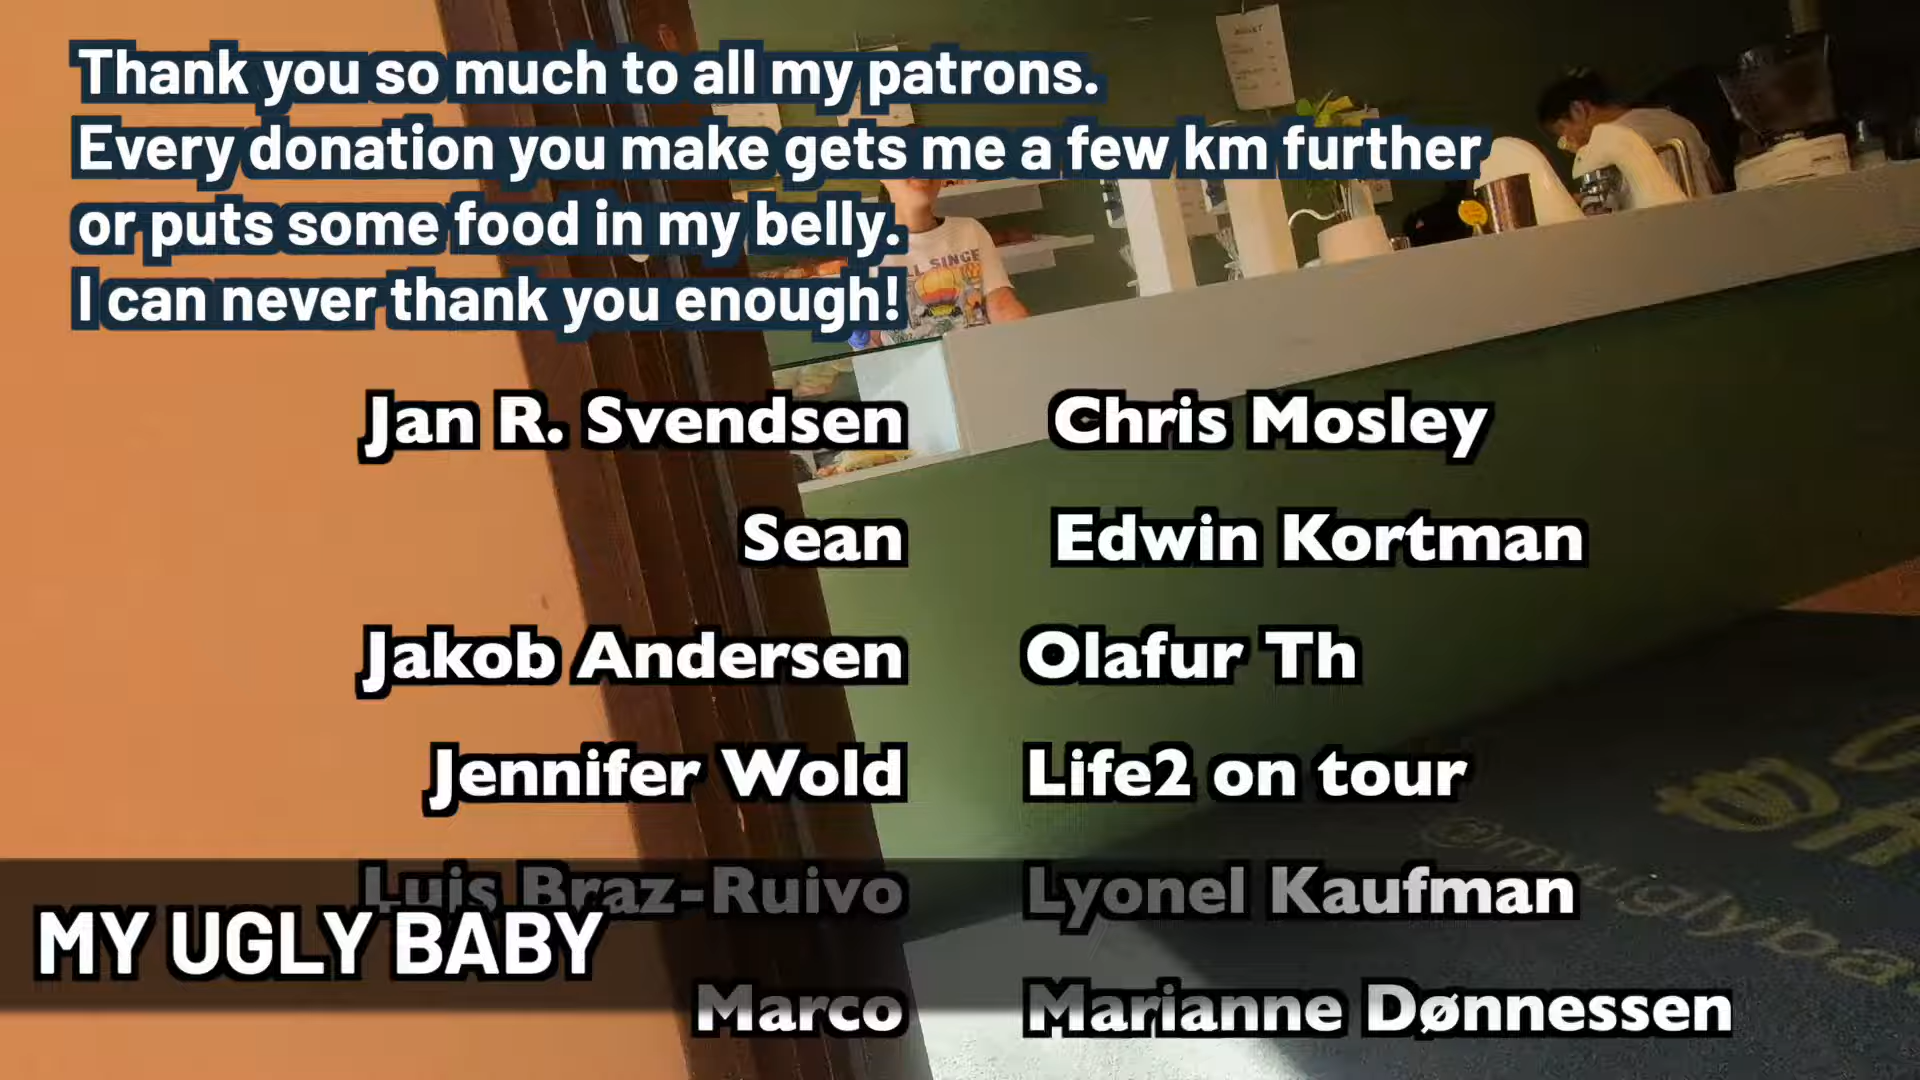 Thank you so much to all my patrons.
Every donation you make gets me a few km further
or puts some food in my belly.
I can never thank you enough!
Jan R. Svendsen Chris Mosley
Sean Edwin Kortman
Jakob Andersen Olafur Th
Jennifer Wold Life2 on tour
Luis Braz-Ruivo Lyonel Kaufman
MY UGLY BABY
Marco Marianne Dønnessen